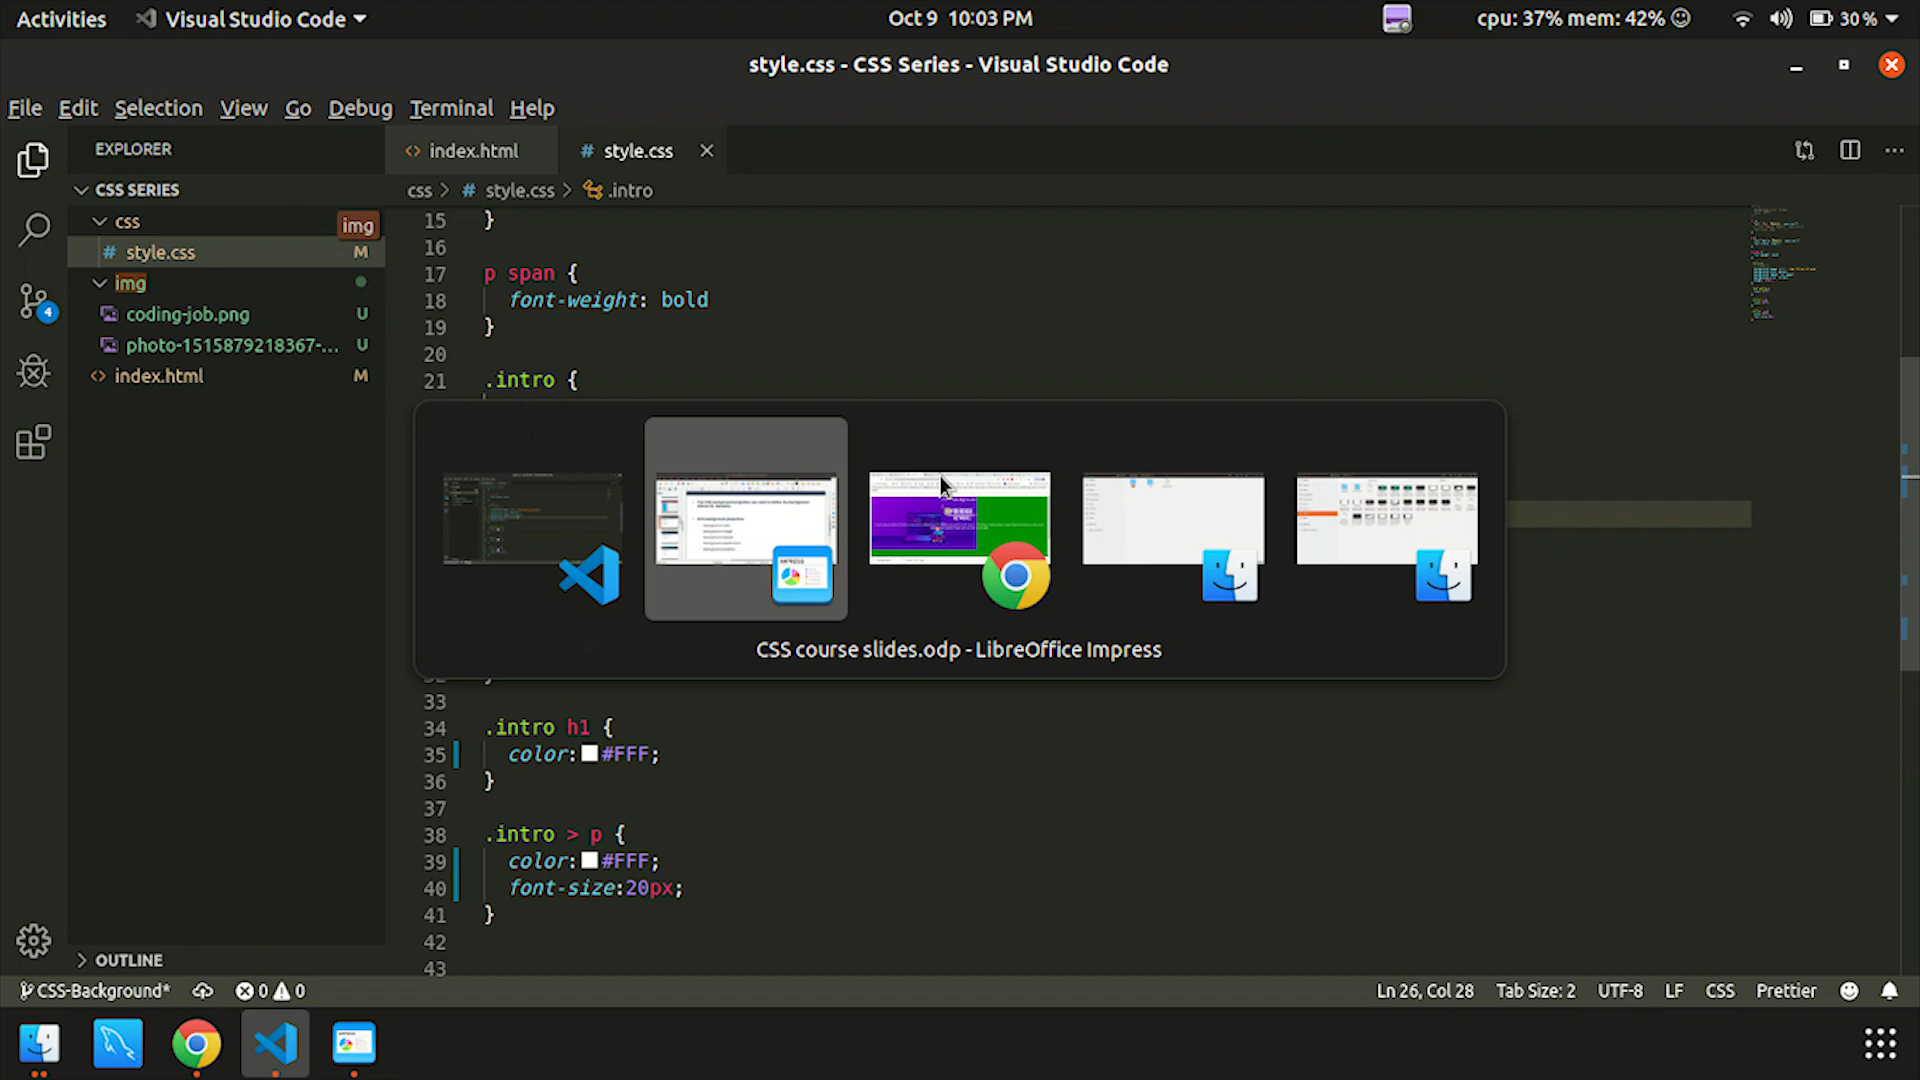 Activities
Visual Studio Code
Oct 9 10:03 PM
cpu: 37% mem: 42%
30 %
style.css - CSS Series - Visual Studio Code
File Edit Selection View Go Debug Terminal Help
EXPLORER
CSS SERIES
css
img
style.css M
img
coding-job.png U
photo-1515879218367-... U
index.html M
OUTLINE
index.html
style.css
css > # style.css > .intro
15 }
16
17 p span {
18 font-weight: bold
19 }
20
21 .intro {
CSS course slides.odp - LibreOffice Impress
33
34 .intro h1 {
35 color: #FFF;
36 }
37
38 .intro > p {
39 color: #FFF;
40 font-size:20px;
41 }
42
43
4
CSS-Background*
0 0
Ln 26, Col 28
Tab Size: 2
UTF-8
LF
CSS
Prettier